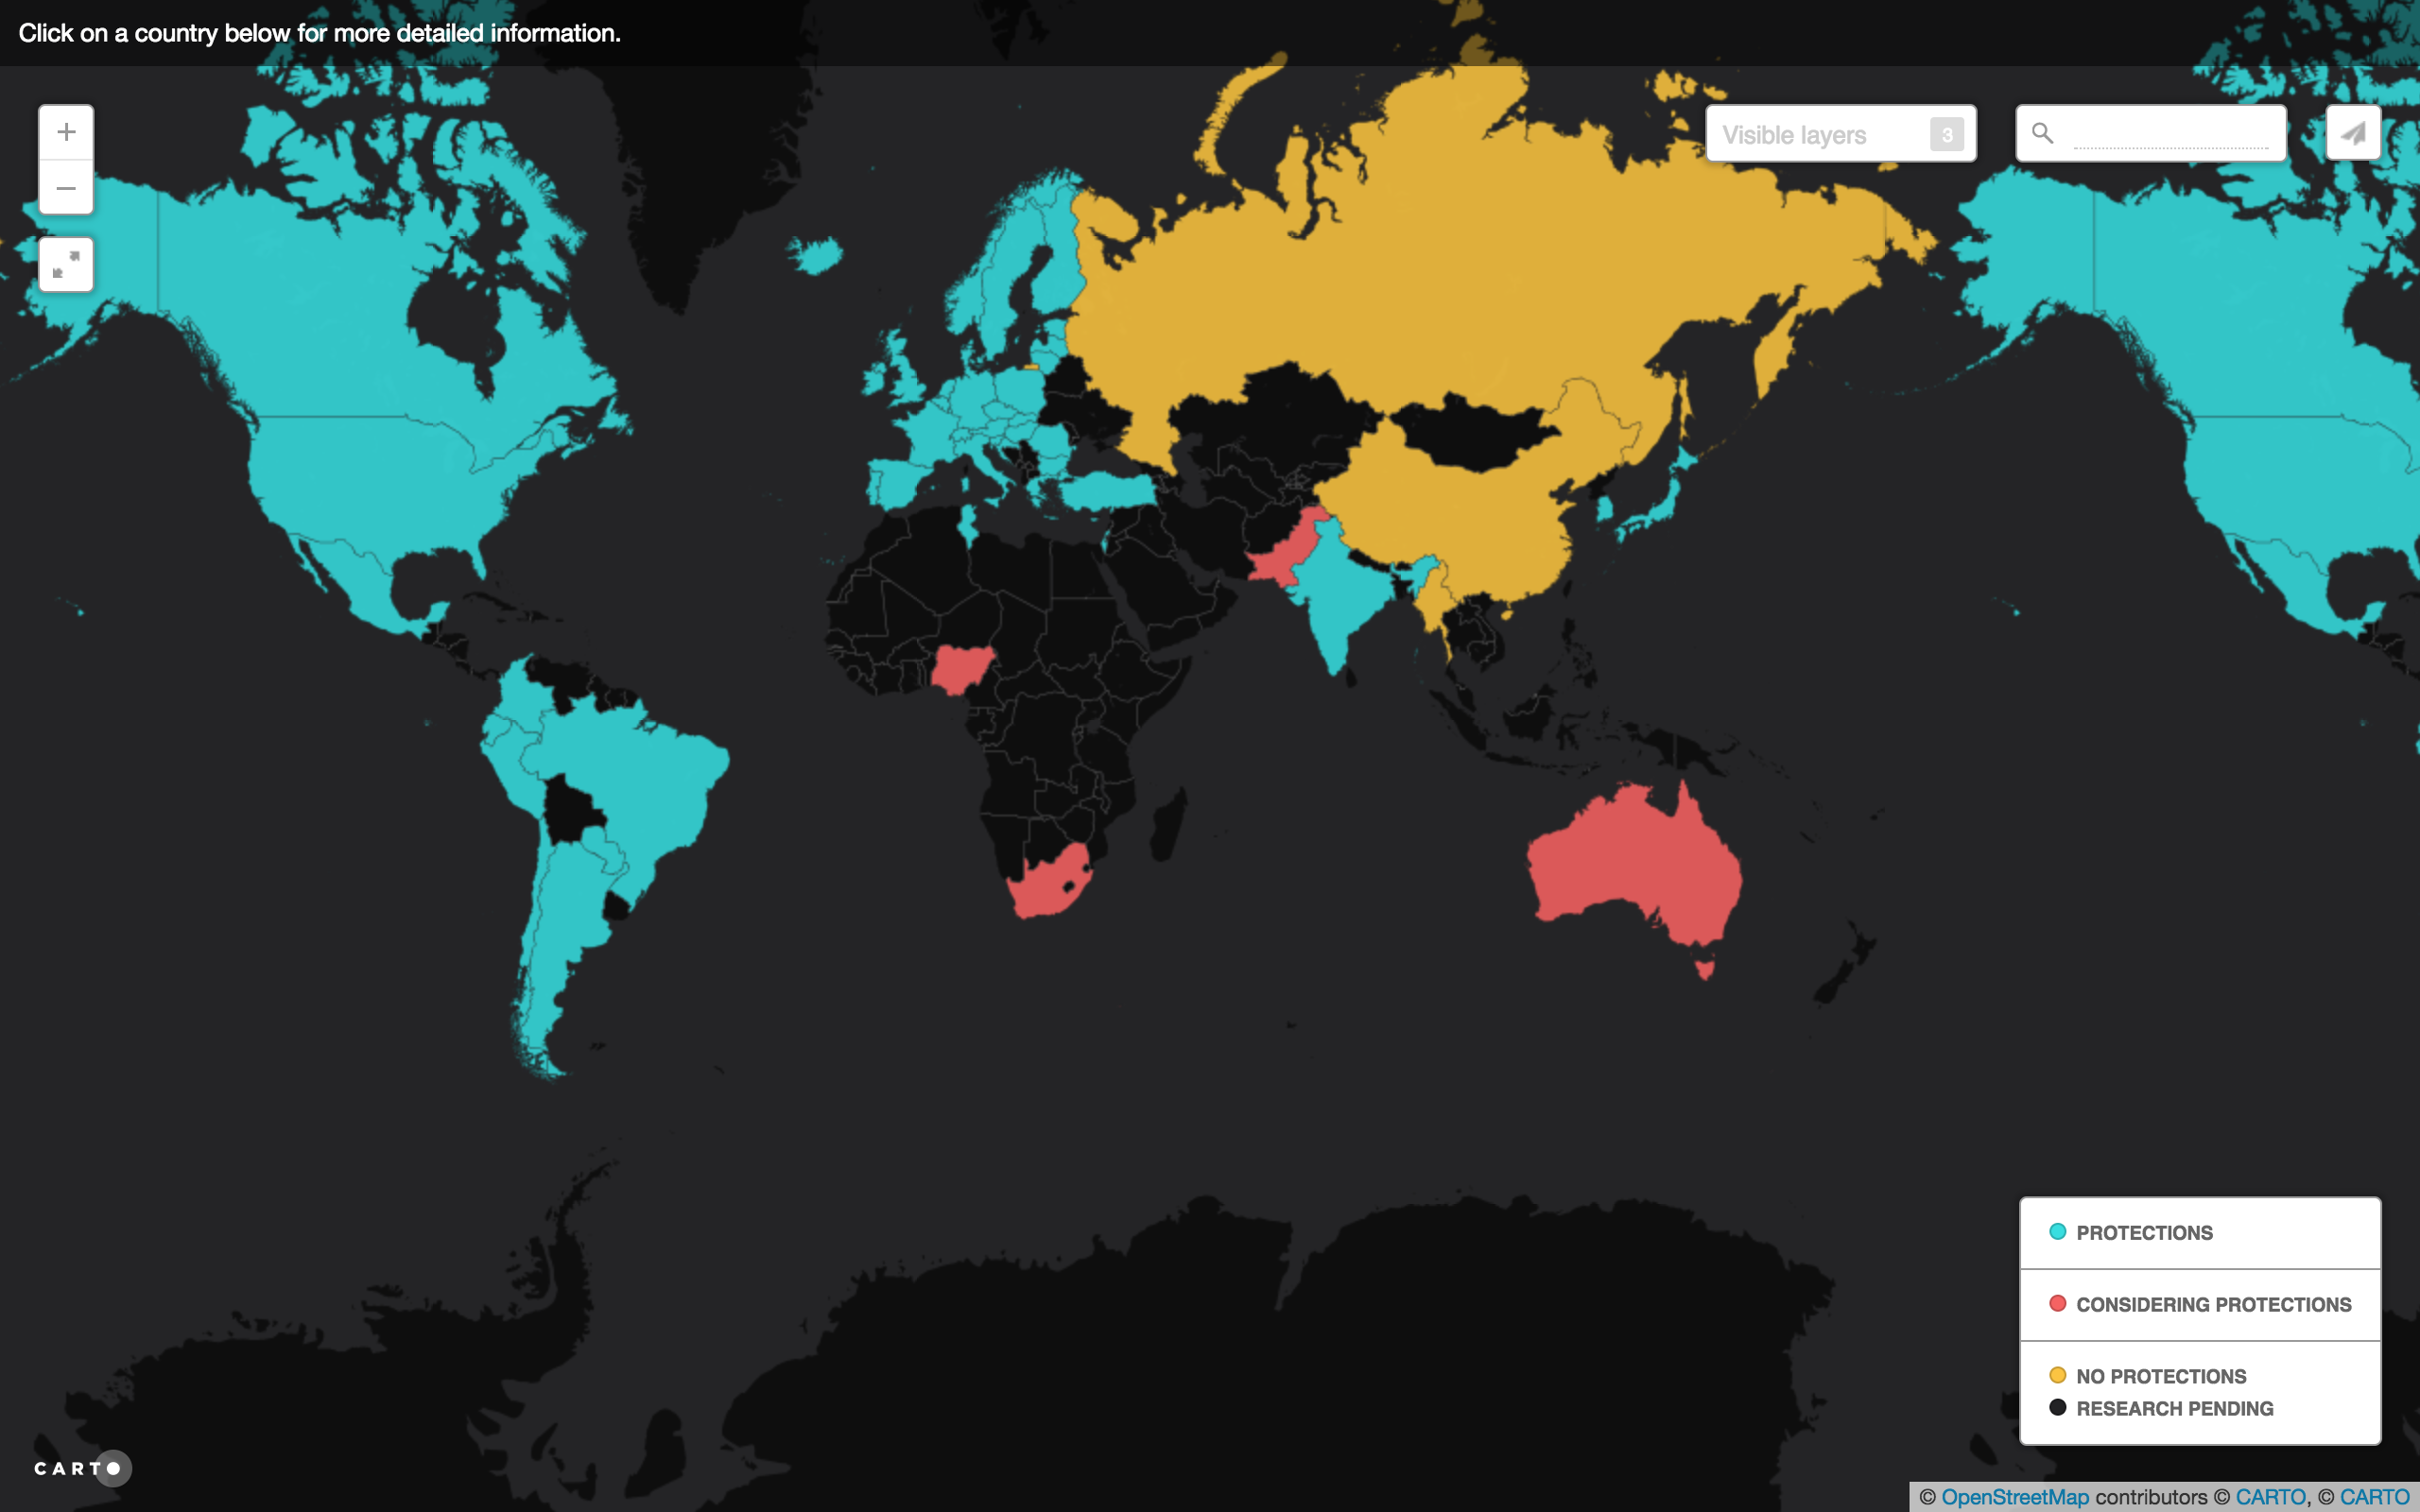 Click on a country below for more detailed information.
+
Visible layers 3
−
PROTECTIONS
CONSIDERING PROTECTIONS
NO PROTECTIONS
RESEARCH PENDING
CARTO
© OpenStreetMap contributors © CARTO, © CARTO